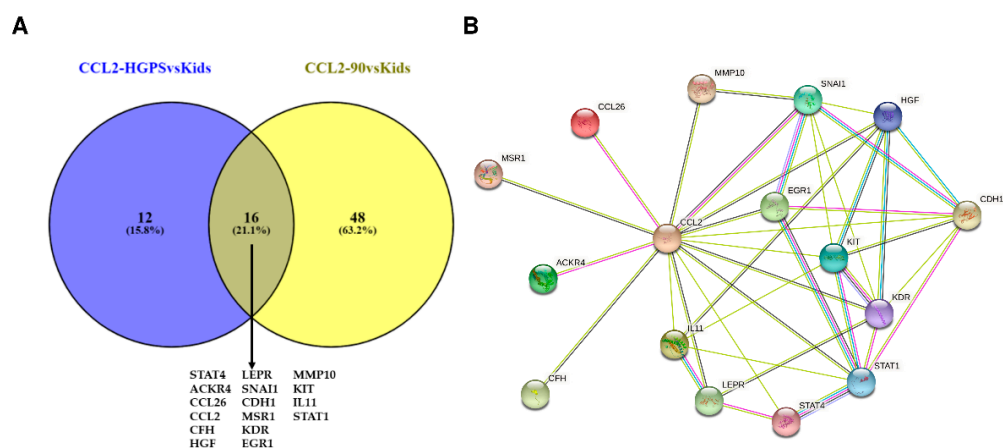 A
CCL2-HGPSvsKids
CCL2-90vsKids
12
(15.8%)
16
(21.1%)
48
(63.2%)
STAT4 LEPR MMP10
ACKR4 SNAI1 KIT
CCL26 CDH1 IL11
CCL2 MSR1 STAT1
CFH KDR
HGF EGR1
B
MMP10
SNAI1
HGF
CCL26
MSR1
EGR1
CDH1
CCL2
KIT
ACKR4
KDR
IL11
STAT1
CFH
LEPR
STAT4